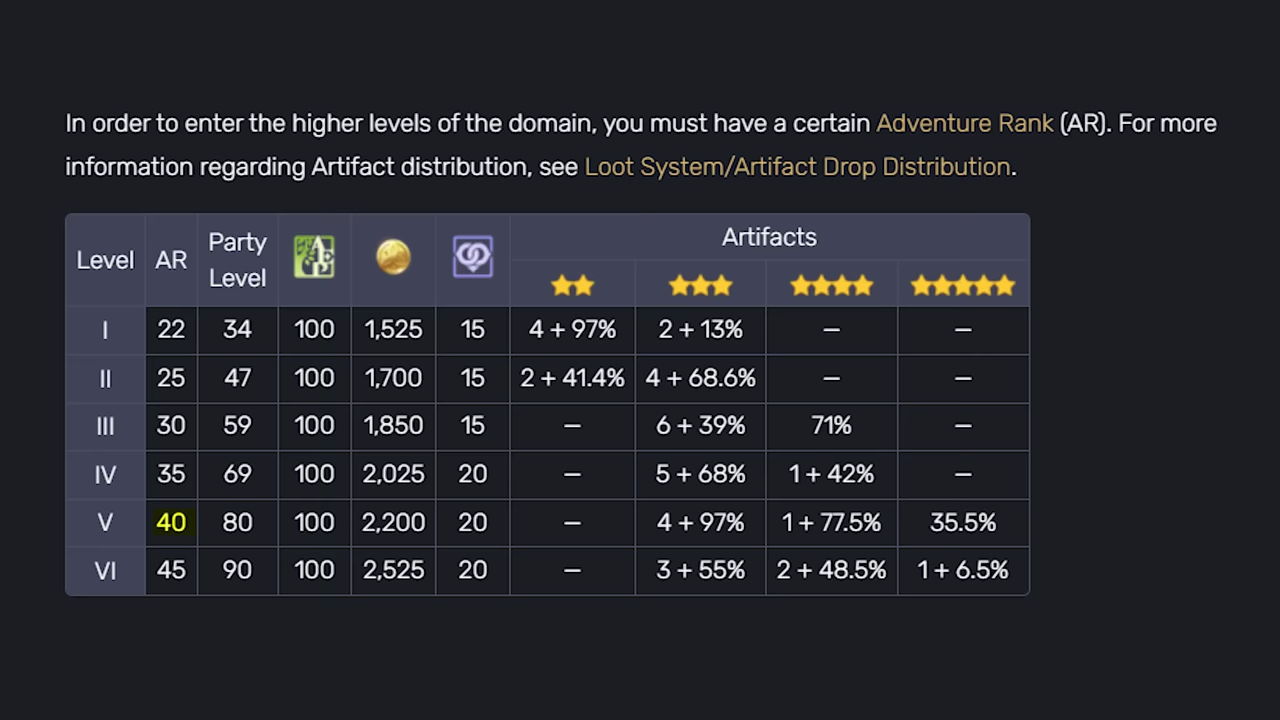 In order to enter the higher levels of the domain, you must have a certain Adventure Rank (AR). For more
information regarding Artifact distribution, see Loot System/Artifact Drop Distribution.
Level AR Party Level Artifacts
I 22 34 100 1,525 15 4 + 97% 2 + 13% — —
II 25 47 100 1,700 15 2 + 41.4% 4 + 68.6% — —
III 30 59 100 1,850 15 — 6 + 39% 71% —
IV 35 69 100 2,025 20 — 5 + 68% 1 + 42% —
V 40 80 100 2,200 20 — 4 + 97% 1 + 77.5% 35.5%
VI 45 90 100 2,525 20 — 3 + 55% 2 + 48.5% 1 + 6.5%